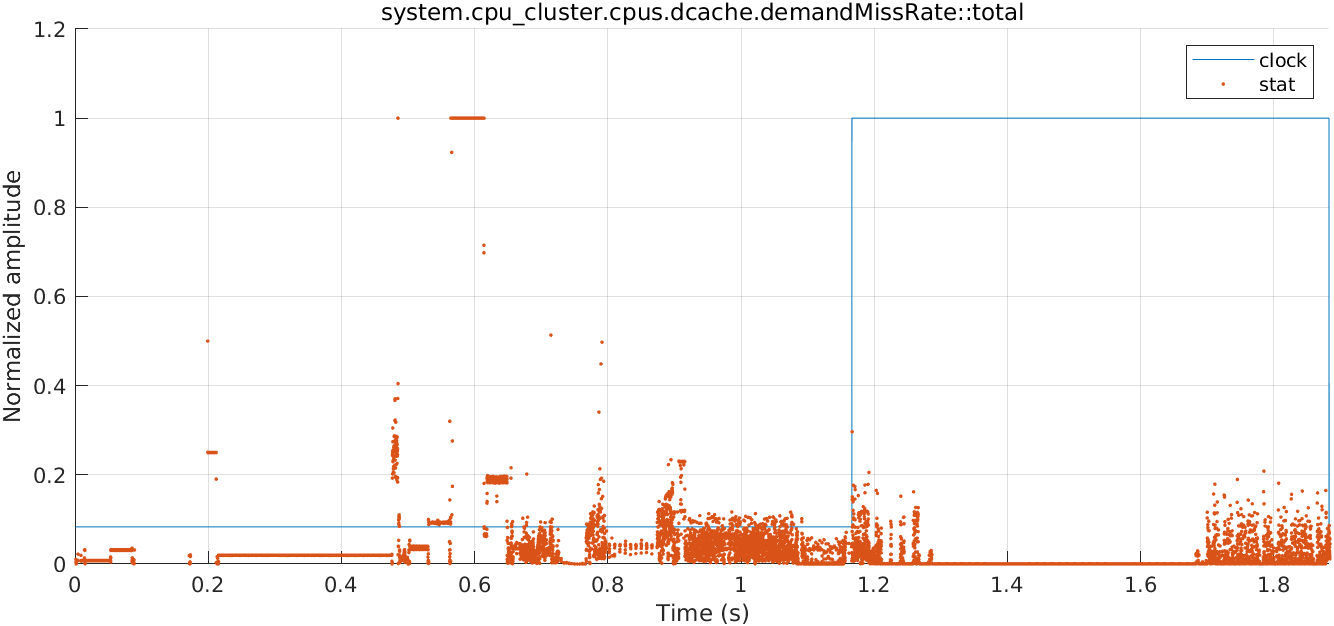 system.cpu_cluster.cpus.dcache.demandMissRate::total
1.2
1
0.8
0.6
0.4
0.2
0
Normalized amplitude
clock
stat
0 0.2 0.4 0.6 0.8 1 1.2 1.4 1.6 1.8
Time (s)